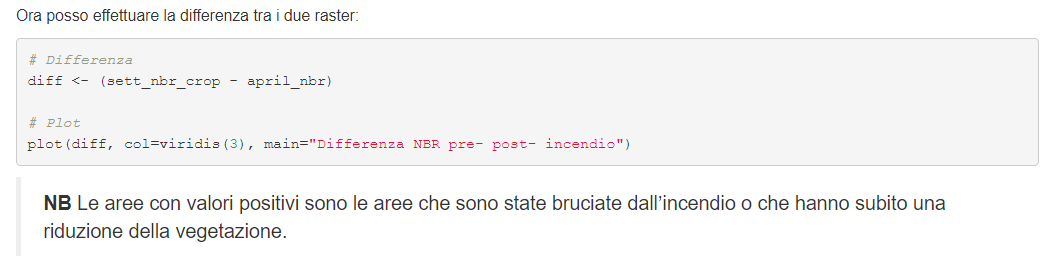 Ora posso effettuare la differenza tra i due raster:
# Differenza
diff <- (sett_nbr_crop - april_nbr)
# Plot
plot(diff, col=viridis(3), main="Differenza NBR pre- post- incendio")
NB Le aree con valori positivi sono le aree che sono state bruciate dall’incendio o che hanno subito una
riduzione della vegetazione.